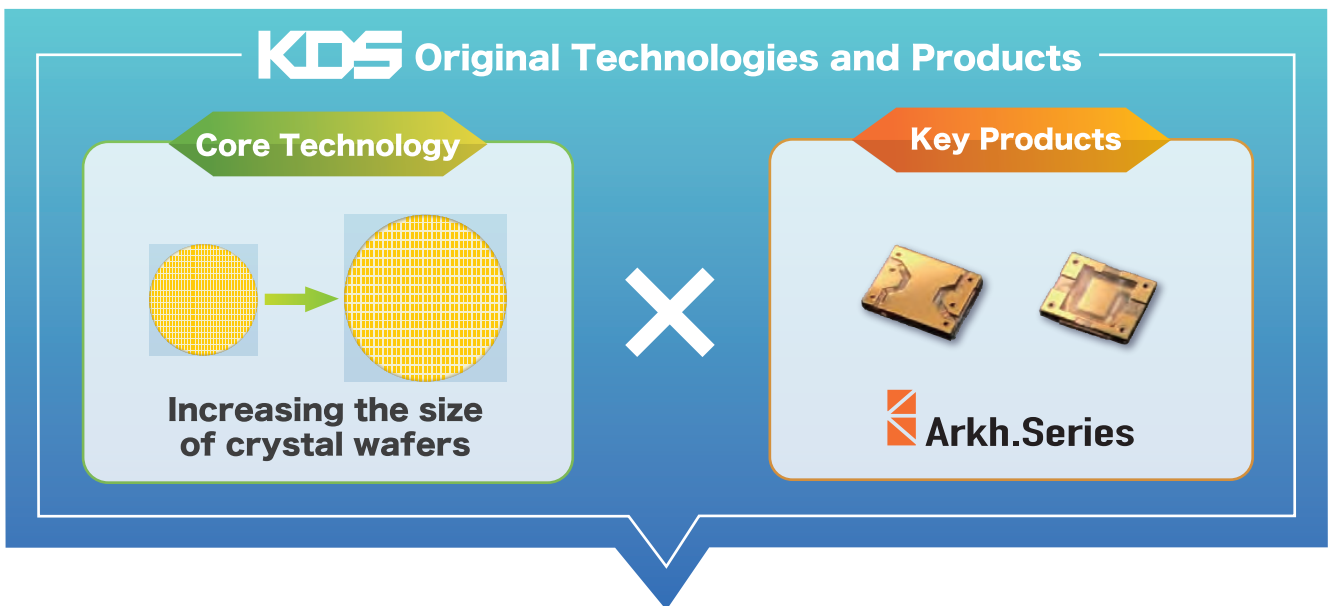 KDS Original Technologies and Products
Core Technology
Increasing the size
of crystal wafers
Key Products
Arkh.Series